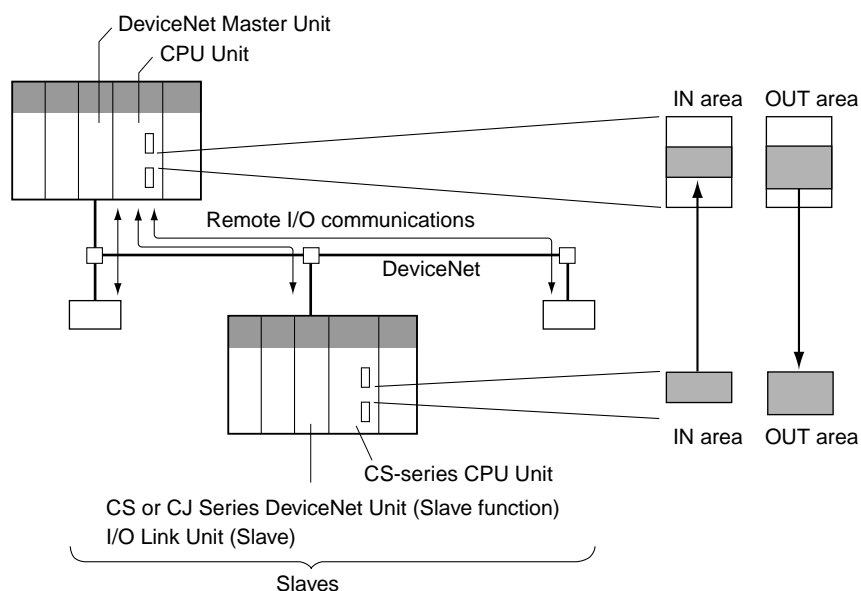 DeviceNet Master Unit
CPU Unit
IN area
OUT area
Remote I/O communications
DeviceNet
IN area
OUT area
CS-series CPU Unit
CS or CJ Series DeviceNet Unit (Slave function)
I/O Link Unit (Slave)
Slaves